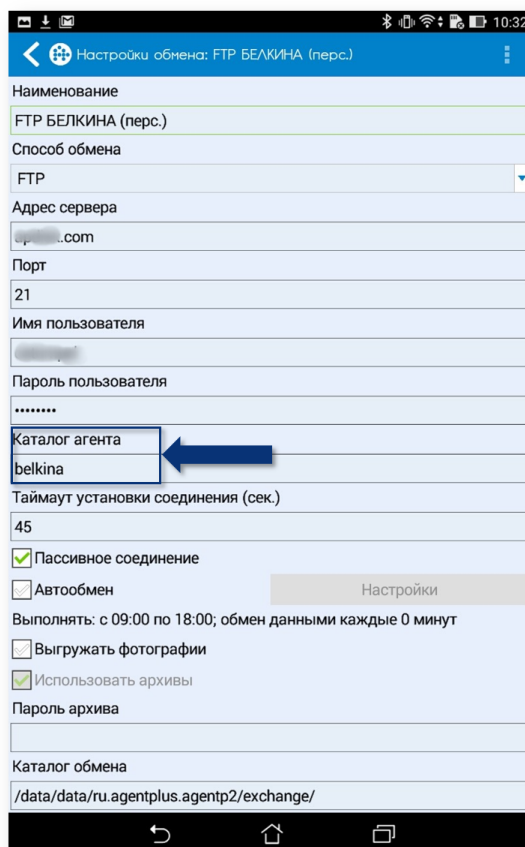 10:32
Настройки обмена: FTP БЕЛКИНА (перс.)
Наименование
FTP БЕЛКИНА (перс.)
Способ обмена
FTP
Адрес сервера
.com
Порт
21
Имя пользователя
Пароль пользователя
••••••••
Каталог агента
belkina
Таймаут установки соединения (сек.)
45
Пассивное соединение
Автообмен
Настройки
Выполнять: с 09:00 по 18:00; обмен данными каждые 0 минут
Выгружать фотографии
Использовать архивы
Пароль архива
Каталог обмена
/data/data/ru.agentplus.agentp2/exchange/